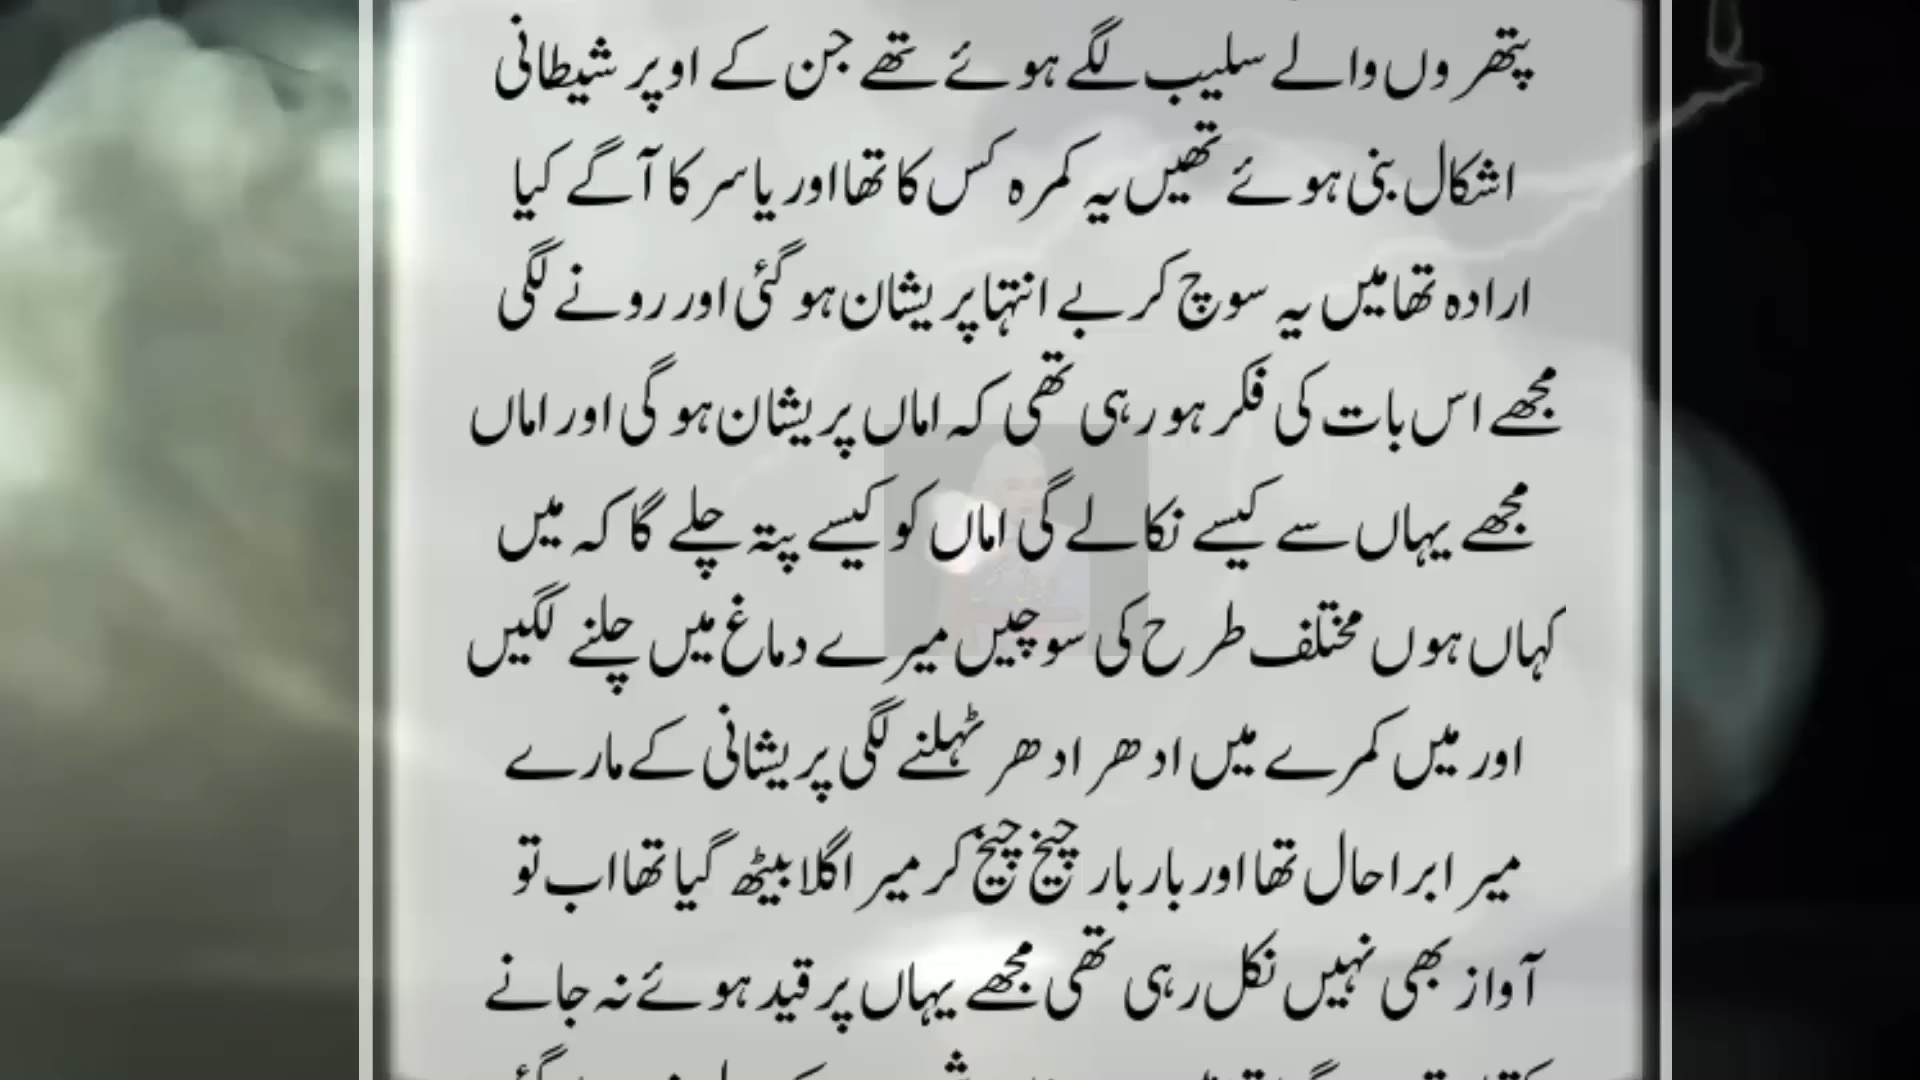 پتھروں والے سلیب لگے ہوئے تھے جن کے اوپر شیطانی
اشکال بنی ہوئے تھیں یہ کمرہ کس کا تھا اور یاسر کا آگے کیا
ارادہ تھا میں یہ سوچ کر بے انتہا پریشان ہو گئی اور رونے لگی
مجھے اس بات کی فکر ہو رہی تھی کہ اماں پریشان ہو گی اور اماں
مجھے یہاں سے کیسے نکالے گی اماں کو کیسے پتہ چلے گا کہ میں
کہاں ہوں مختلف طرح کی سوچیں میرے دماغ میں چلنے لگیں
اور میں کمرے میں ادھر ادھر ٹہلنے لگی پریشانی کے مارے
میرا برا حال تھا اور بار بار چیخ چیخ کر میرا گلا بیٹھ گیا تھا اب تو
آواز بھی نہیں نکل رہی تھی مجھے یہاں پر قید ہوئے نہ جانے